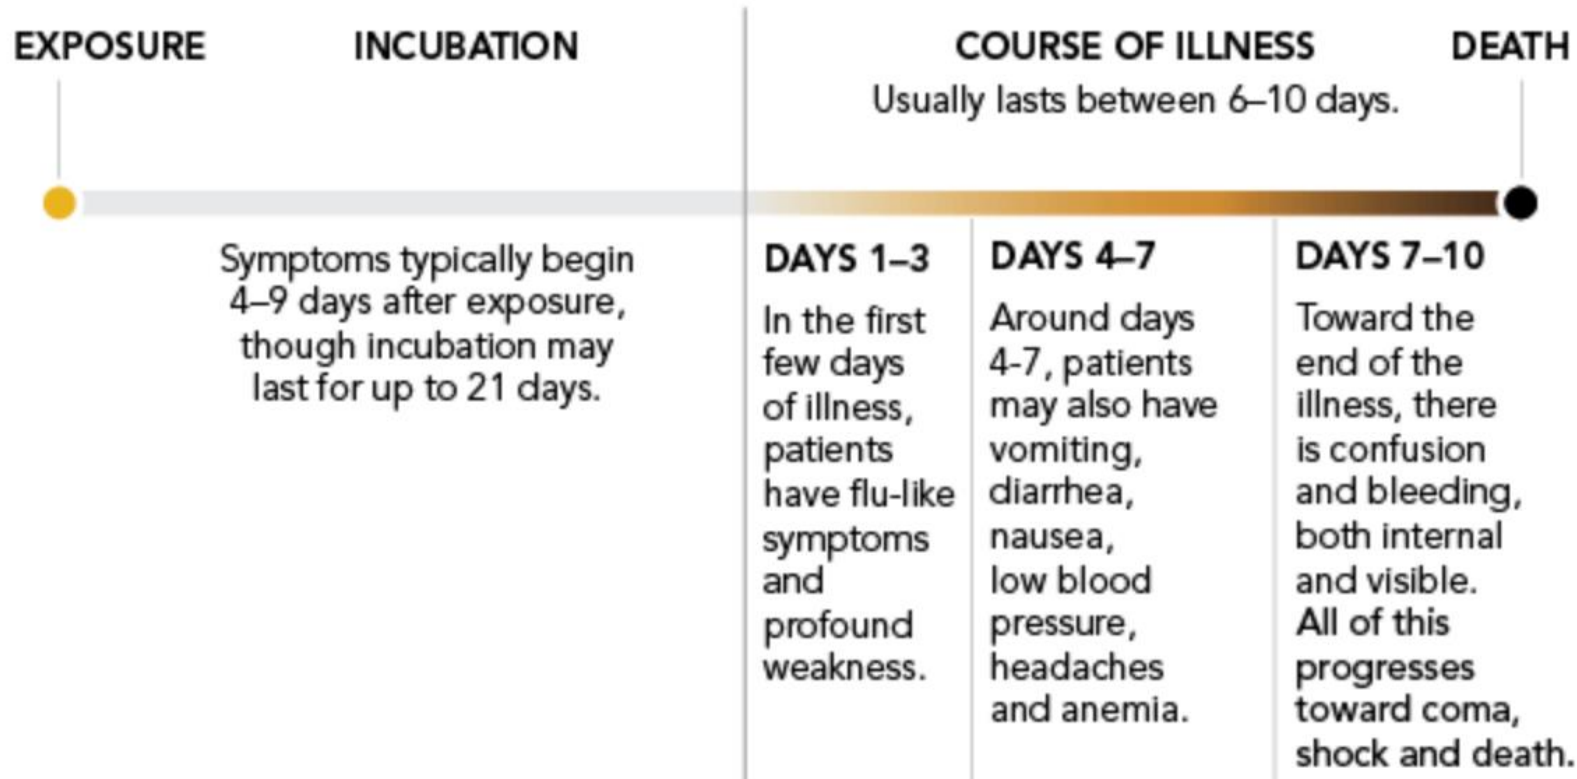 EXPOSURE
INCUBATION
Symptoms typically begin
4–9 days after exposure,
though incubation may
last for up to 21 days.
COURSE OF ILLNESS
Usually lasts between 6–10 days.
DEATH
DAYS 1–3
In the first
few days
of illness,
patients
have flu-like
symptoms
and
profound
weakness.
DAYS 4–7
Around days
4-7, patients
may also have
vomiting,
diarrhea,
nausea,
low blood
pressure,
headaches
and anemia.
DAYS 7–10
Toward the
end of the
illness, there
is confusion
and bleeding,
both internal
and visible.
All of this
progresses
toward coma,
shock and death.